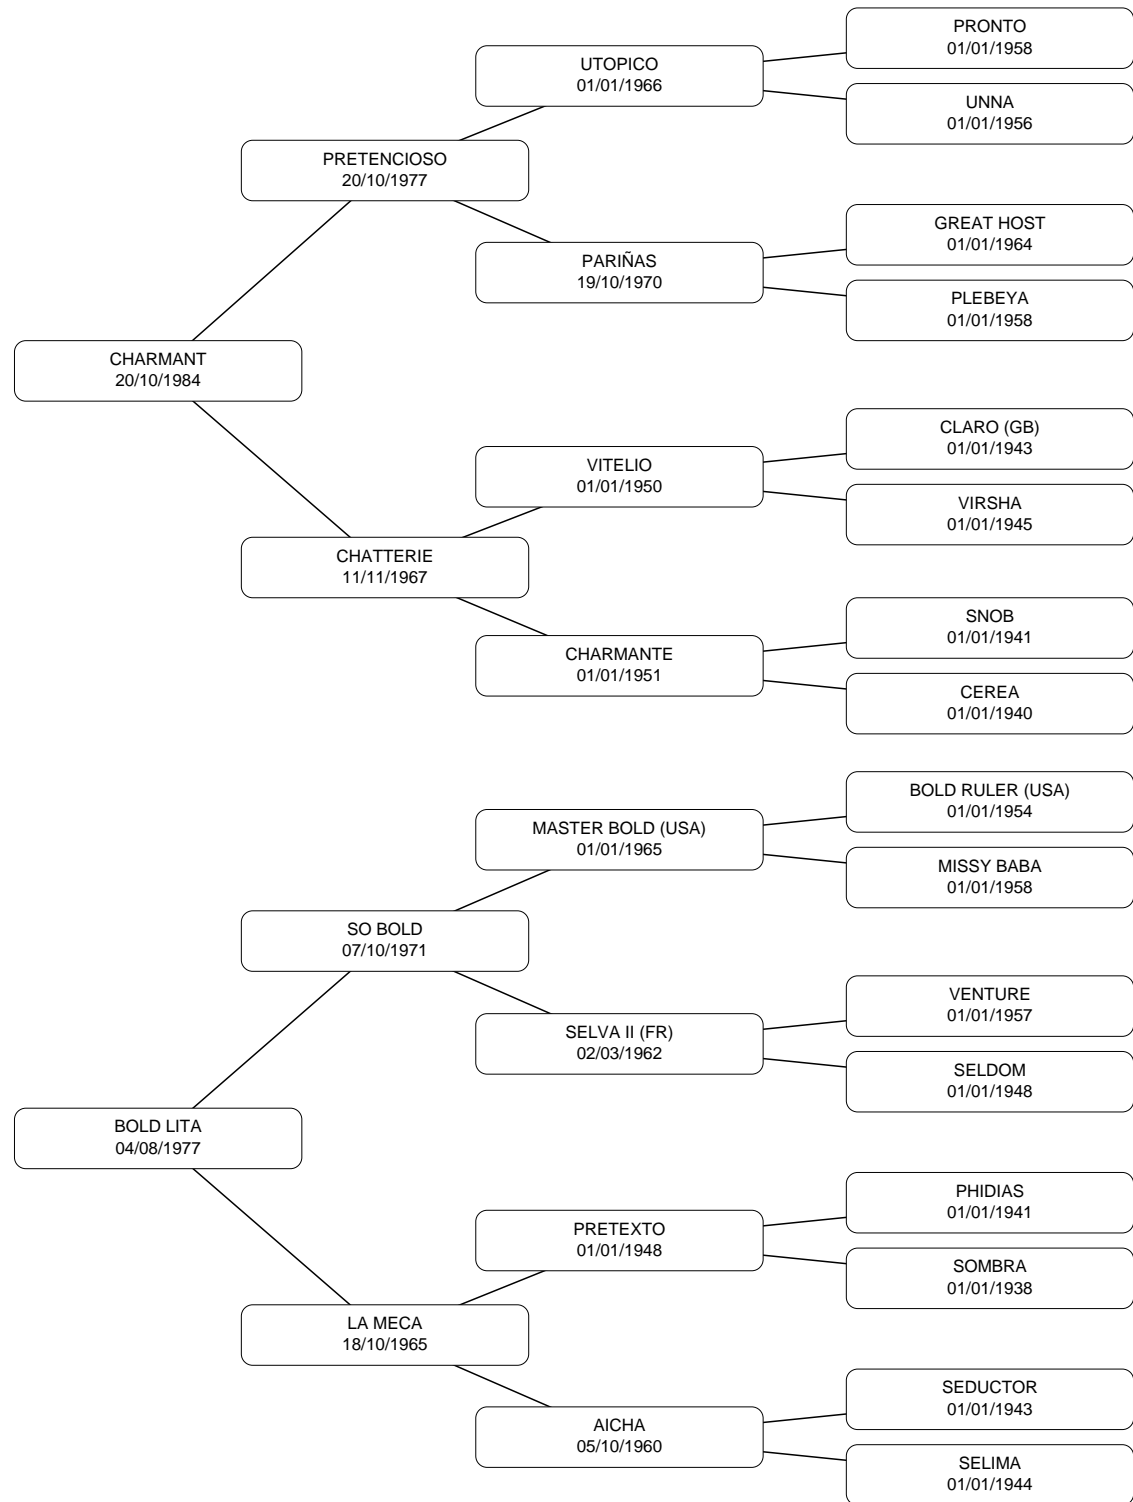 PRONTO
01/01/1958
UTOPICO
01/01/1966
UNNA
01/01/1956
PRETENCIOSO
20/10/1977
GREAT HOST
01/01/1964
PARIÑAS
19/10/1970
PLEBEYA
01/01/1958
CHARMANT
20/10/1984
CLARO (GB)
01/01/1943
VITELIO
01/01/1950
VIRSHA
01/01/1945
CHATTERIE
11/11/1967
SNOB
01/01/1941
CHARMANTE
01/01/1951
CEREA
01/01/1940
BOLD RULER (USA)
01/01/1954
MASTER BOLD (USA)
01/01/1965
MISSY BABA
01/01/1958
SO BOLD
07/10/1971
VENTURE
01/01/1957
SELVA II (FR)
02/03/1962
SELDOM
01/01/1948
BOLD LITA
04/08/1977
PHIDIAS
01/01/1941
PRETEXTO
01/01/1948
SOMBRA
01/01/1938
LA MECA
18/10/1965
SEDUCTOR
01/01/1943
AICHA
05/10/1960
SELIMA
01/01/1944